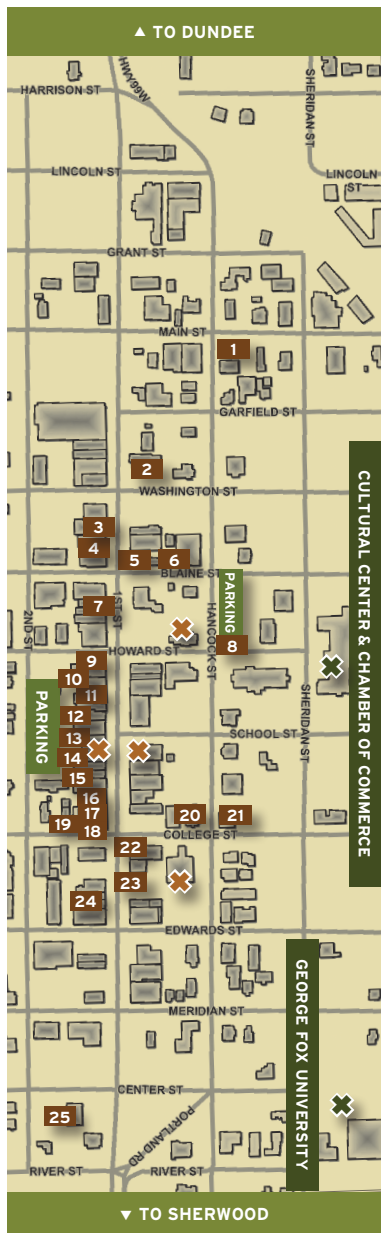 ▲ TO DUNDEE
HWY99W
SHERIDAN ST
HARRISON ST
LINCOLN ST
LINCOLN
ST
GRANT ST
MAIN ST
1
GARFIELD ST
2
WASHINGTON ST
3
4
5
6
BLAINE ST
7
1ST ST
2ND ST
PARKING
HANCOCK ST
8
HOWARD ST
CULTURAL CENTER & CHAMBER OF COMMERCE
9
10
11
PARKING
12
13
14
15
SCHOOL ST
SHERIDAN ST
16
17
18
19
20
21
COLLEGE ST
22
23
24
EDWARDS ST
GEORGE FOX UNIVERSITY
MERIDIAN ST
CENTER ST
25
PORTLAND RD
RIVER ST
RIVER ST
▼ TO SHERWOOD